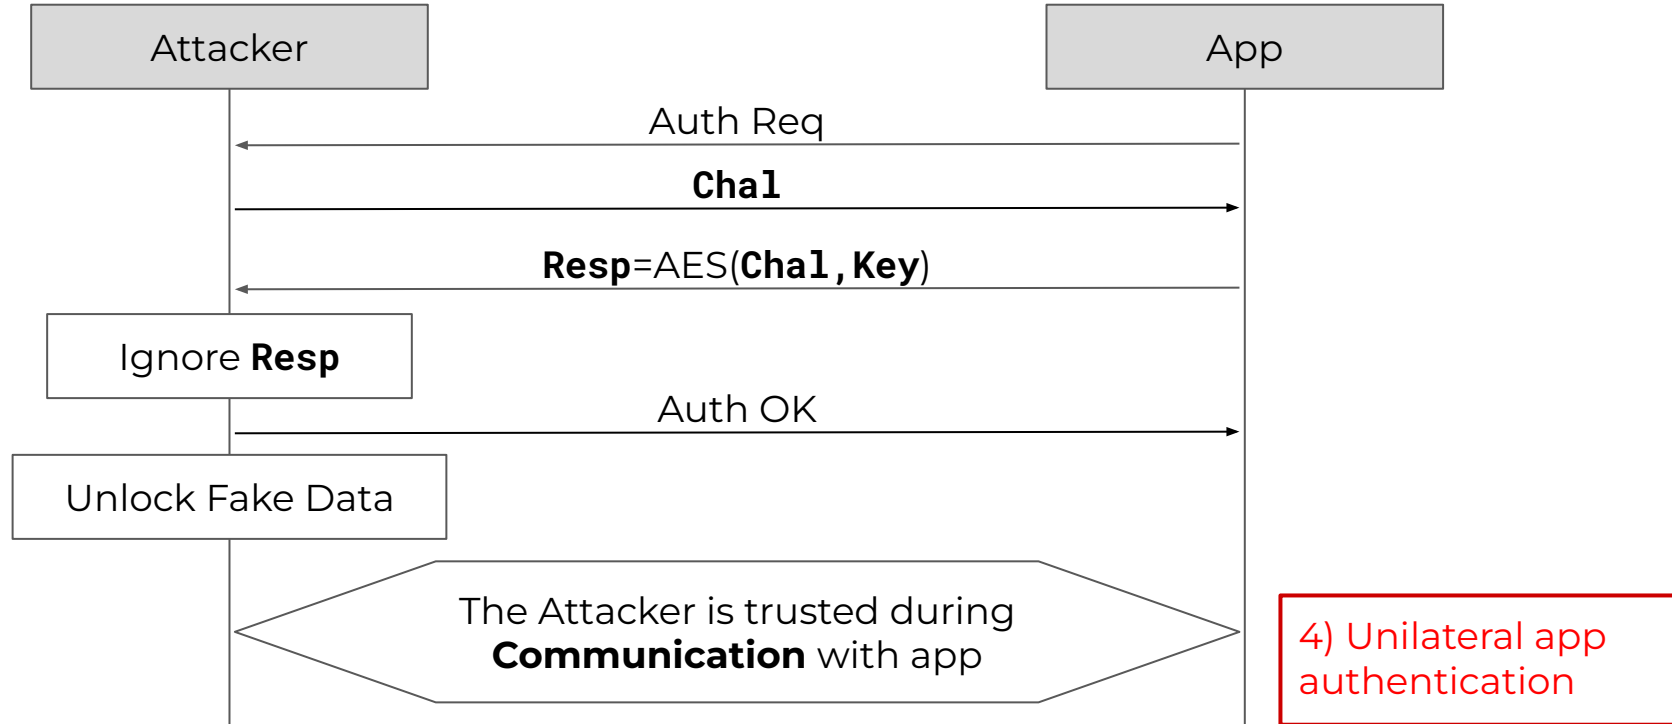 Attacker
App
Auth Req
Chal
Resp=AES(Chal,Key)
Ignore Resp
Auth OK
Unlock Fake Data
The Attacker is trusted during
Communication with app
4) Unilateral app
authentication